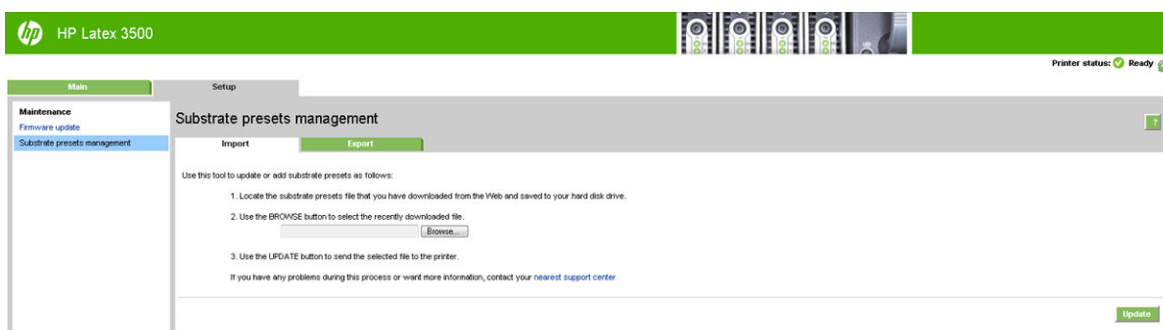 hp HP Latex 3500
Printer status: Ready
Main Setup
Maintenance
Firmware update
Substrate presets management
Substrate presets management
?
Import Export
Use this tool to update or add substrate presets as follows:
1. Locate the substrate presets file that you have downloaded from the Web and saved to your hard disk drive.
2. Use the BROWSE button to select the recently downloaded file.
Browse...
3. Use the UPDATE button to send the selected file to the printer.
If you have any problems during this process or want more information, contact your nearest support center
Update